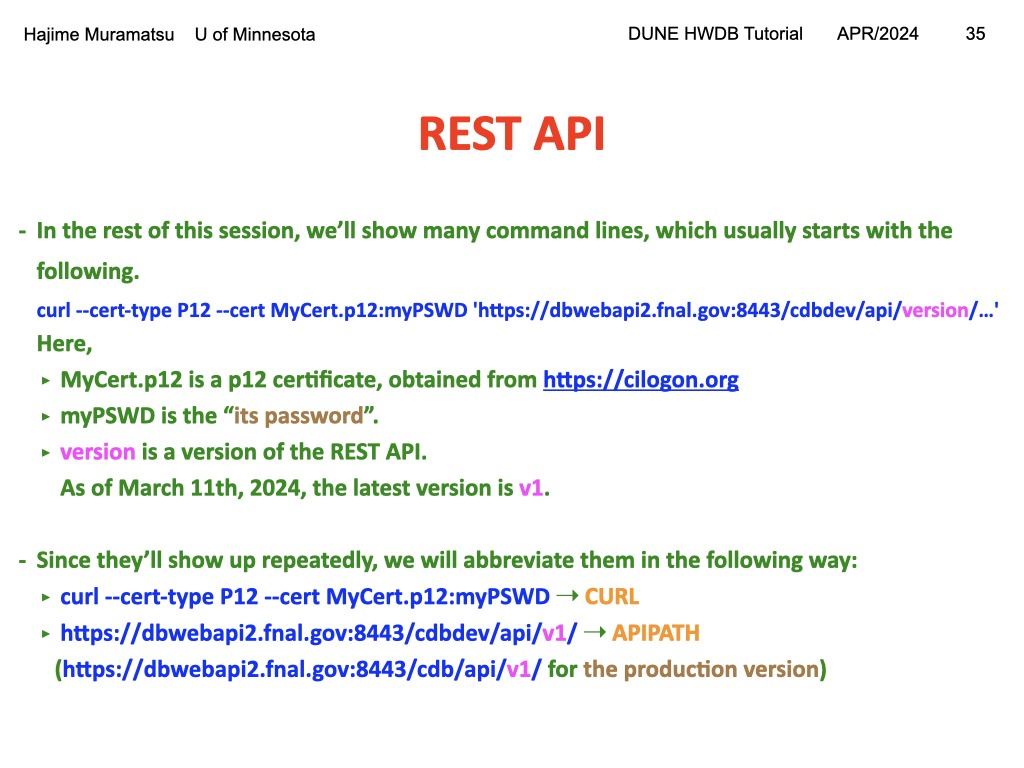 Hajime Muramatsu U of Minnesota DUNE HWDB Tutorial APR/2024 35
REST API
- In the rest of this session, we’ll show many command lines, which usually starts with the
following.
curl --cert-type P12 --cert MyCert.p12:myPSWD 'https://dbwebapi2.fnal.gov:8443/cdbdev/api/version/…'
Here,
▸ MyCert.p12 is a p12 certificate, obtained from https://cilogon.org
▸ myPSWD is the “its password”.
▸ version is a version of the REST API.
As of March 11th, 2024, the latest version is v1.
- Since they’ll show up repeatedly, we will abbreviate them in the following way:
▸ curl --cert-type P12 --cert MyCert.p12:myPSWD → CURL
▸ https://dbwebapi2.fnal.gov:8443/cdbdev/api/v1/ → APIPATH
(https://dbwebapi2.fnal.gov:8443/cdb/api/v1/ for the production version)